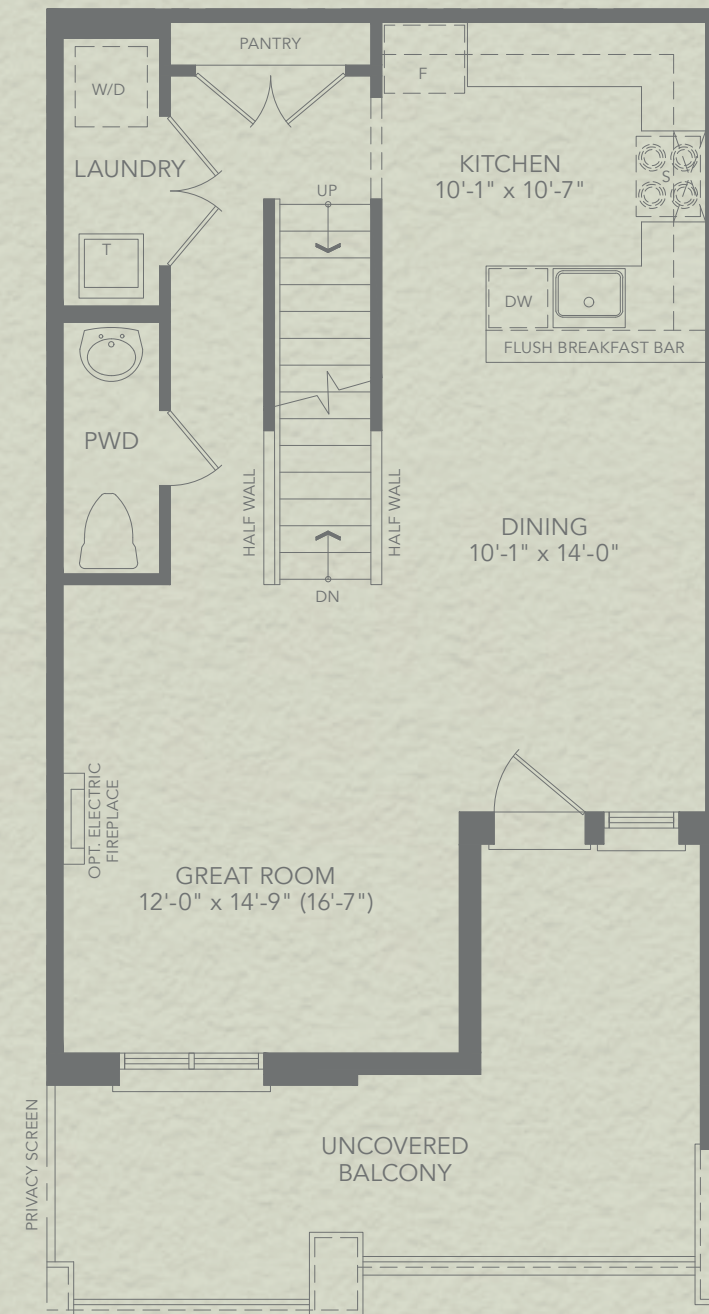 PANTRY
W/D
F
LAUNDRY
KITCHEN
10'-1" x 10'-7"
S
UP
T
DW
FLUSH BREAKFAST BAR
PWD
HALF WALL
HALF WALL
DINING
10'-1" x 14'-0"
DN
OPT. ELECTRIC
FIREPLACE
GREAT ROOM
12'-0" x 14'-9" (16'-7")
PRIVACY SCREEN
UNCOVERED
BALCONY